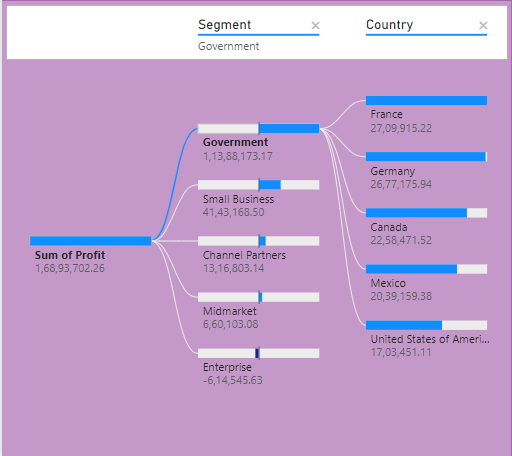 Segment
Country
Government
Sum of Profit
1,68,93,702.26
Government
1,13,88,173.17
Small Business
41,43,168.50
Channel Partners
13,16,803.14
Midmarket
6,60,103.08
Enterprise
-6,14,545.63
France
27,09,915.22
Germany
26,77,175.94
Canada
22,58,471.52
Mexico
20,39,159.38
United States of Ameri...
17,03,451.11